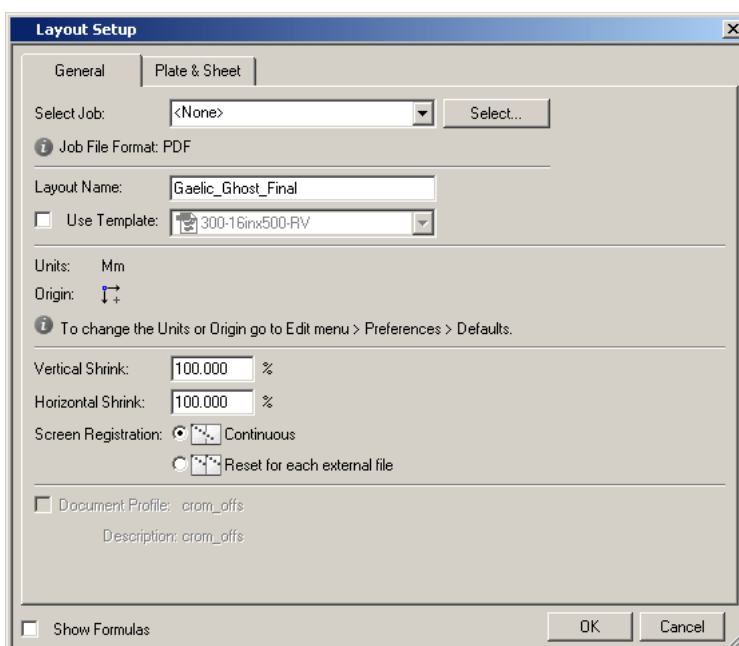 Layout Setup
General
Plate & Sheet
Select Job:
<None>
Select...
Job File Format: PDF
Layout Name:
Gaelic_Ghost_Final
Use Template:
300-16inx500-RV
Units: Mm
Origin:
To change the Units or Origin go to Edit menu > Preferences > Defaults.
Vertical Shrink:
100.000 %
Horizontal Shrink:
100.000 %
Screen Registration:
Continuous
Reset for each external file
Document Profile: crom_offs
Description: crom_offs
Show Formulas
OK
Cancel